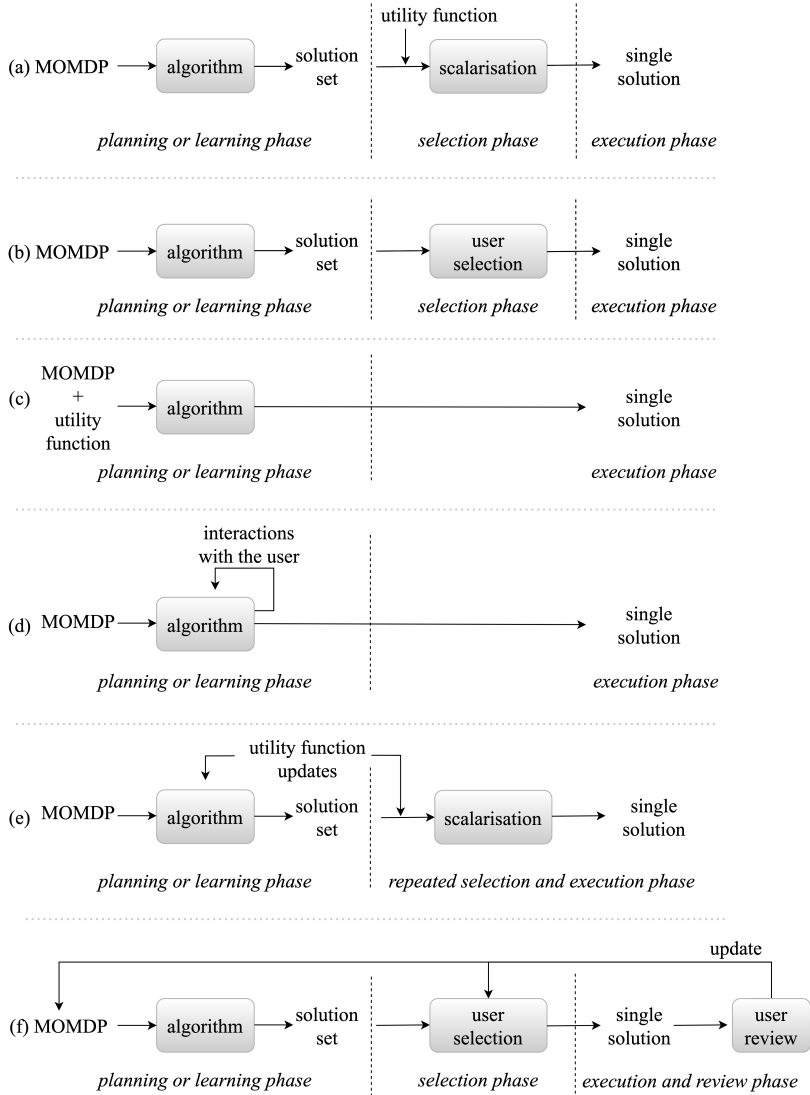 utility function
(a) MOMDP
algorithm
solution
set
scalarisation
single
solution
planning or learning phase
selection phase
execution phase
(b) MOMDP
algorithm
solution
set
user
selection
single
solution
planning or learning phase
selection phase
execution phase
(c)
MOMDP
+
utility
function
algorithm
single
solution
planning or learning phase
execution phase
interactions
with the user
(d) MOMDP
algorithm
single
solution
planning or learning phase
execution phase
utility function
updates
(e) MOMDP
algorithm
solution
set
scalarisation
single
solution
planning or learning phase
repeated selection and execution phase
update
(f) MOMDP
algorithm
solution
set
user
selection
single
solution
user
review
planning or learning phase
selection phase
execution and review phase